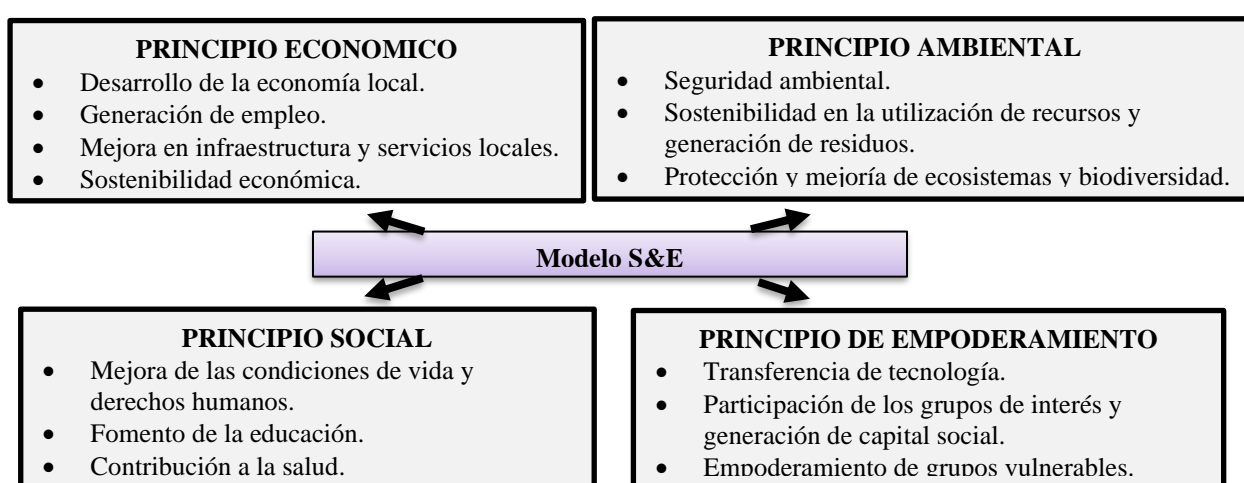 PRINCIPIO ECONOMICO
• Desarrollo de la economía local.
• Generación de empleo.
• Mejora en infraestructura y servicios locales.
• Sostenibilidad económica.
PRINCIPIO AMBIENTAL
• Seguridad ambiental.
• Sostenibilidad en la utilización de recursos y
generación de residuos.
• Protección y mejoría de ecosistemas y biodiversidad.
Modelo S&E
PRINCIPIO SOCIAL
• Mejora de las condiciones de vida y
derechos humanos.
• Fomento de la educación.
• Contribución a la salud.
PRINCIPIO DE EMPODERAMIENTO
• Transferencia de tecnología.
• Participación de los grupos de interés y
generación de capital social.
• Empoderamiento de grupos vulnerables.